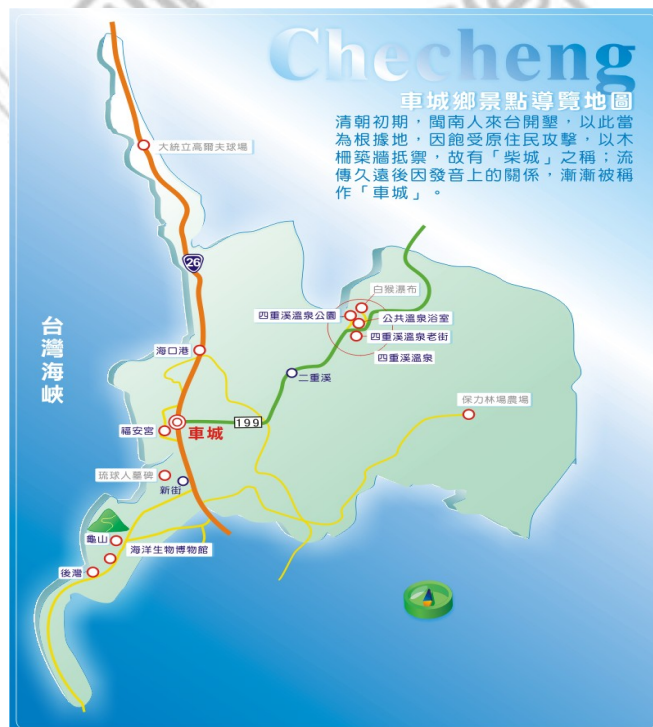 Checheng
車城鄉景點導覽地圖
清朝初期，閩南人來台開墾，以此當
為根據地，因飽受原住民攻擊，以木
柵築牆抵禦，故有「柴城」之稱；流
傳久遠後因發音上的關係，漸漸被稱
作「車城」。
大統立高爾夫球場
26
白猴瀑布
四重溪溫泉公園
公共溫泉浴室
四重溪溫泉老街
四重溪溫泉
台灣海峽
海口港
二重溪
保力林場農場
199
福安宮
車城
琉球人墓碑
新街
龜山
海洋生物博物館
後灣